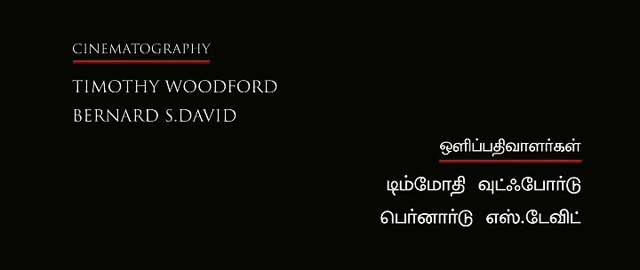 CINEMATOGRAPHY
TIMOTHY WOODFORD
BERNARD S.DAVID
ஒளிப்பதிவாளர்கள்
டிம்மோதி வுட்ஃபோர்டு
பெர்னார்டு எஸ்.டேவிட்